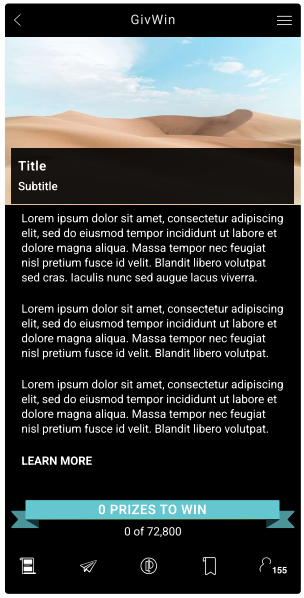 GivWin
Title
Subtitle
Lorem ipsum dolor sit amet, consectetur adipiscing
elit, sed do eiusmod tempor incididunt ut labore et
dolore magna aliqua. Massa tempor nec feugiat
nisl pretium fusce id velit. Blandit libero volutpat
sed cras. Iaculis nunc sed augue lacus viverra.
Lorem ipsum dolor sit amet, consectetur adipiscing
elit, sed do eiusmod tempor incididunt ut labore et
dolore magna aliqua. Massa tempor nec feugiat
nisl pretium fusce id velit. Blandit libero volutpat.
Lorem ipsum dolor sit amet, consectetur adipiscing
elit, sed do eiusmod tempor incididunt ut labore et
dolore magna aliqua. Massa tempor nec feugiat
nisl pretium fusce id velit. Blandit libero volutpat.
LEARN MORE
0 PRIZES TO WIN
0 of 72,800
155